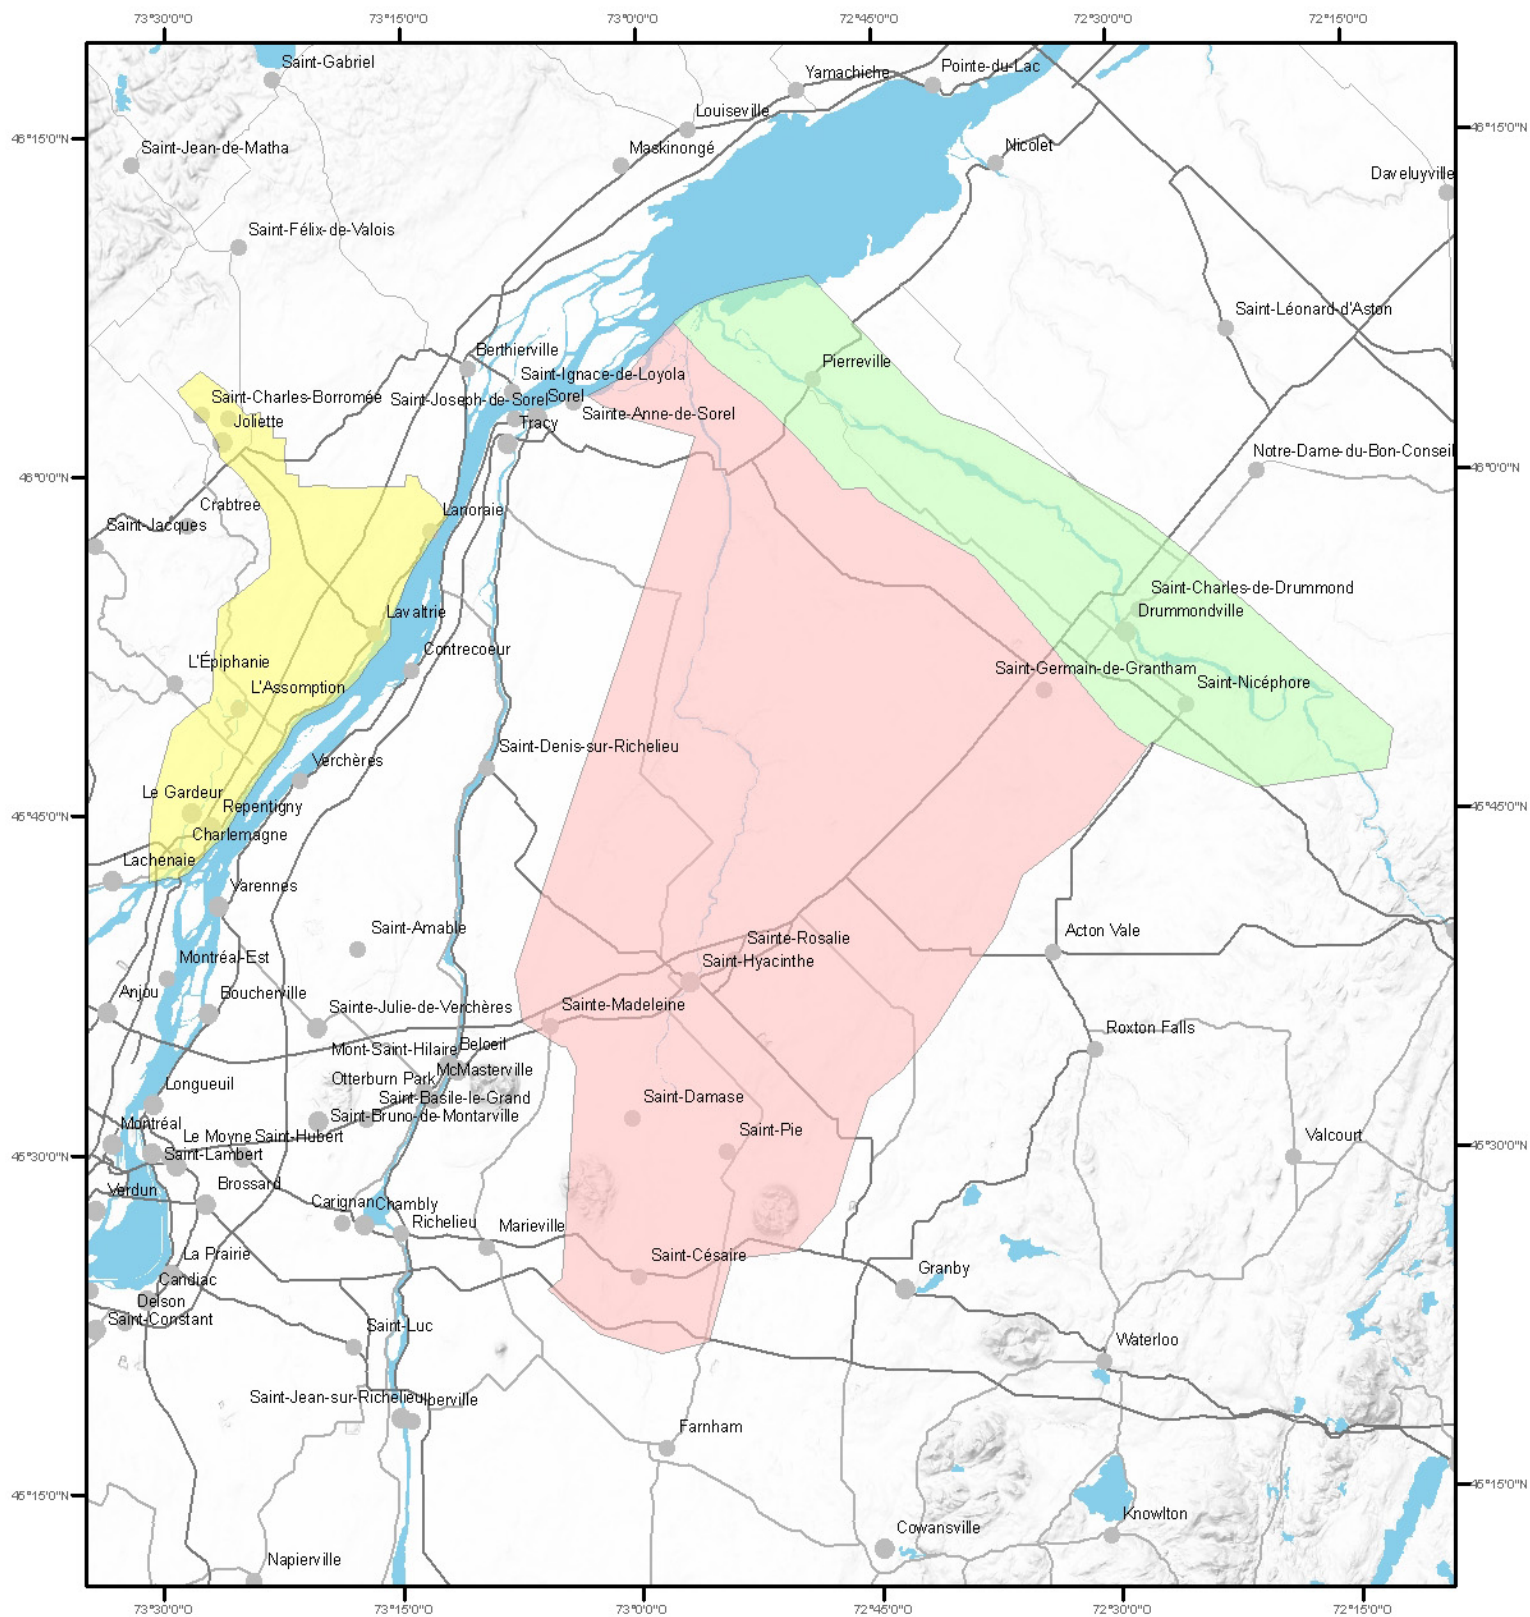 73°30'0"O 73°15'0"O 73°0'0"O 72°45'0"O 72°30'0"O 72°15'0"O
Saint-Gabriel
Pointe-du-Lac
Yamachiche
Louiseville
46°15'0"N 46°15'0"N
Saint-Jean-de-Matha
Maskinongé
Nicolet
Daveluyville
Saint-Félix-de-Valois
Saint-Léonard-d'Aston
Berthierville
Pierreville
Saint-Ignace-de-Loyola
Saint-Charles-Borromée
Saint-Joseph-de-Sorel
Sorel
Sainte-Anne-de-Sorel
Joliette
Tracy
Notre-Dame-du-Bon-Conseil
46°0'0"N 46°0'0"N
Crabtree
Lanoraie
Saint-Jacques
Saint-Charles-de-Drummond
Lavaltrie
Drummondville
Contrecoeur
L'Épiphanie
Saint-Germain-de-Grantham
L'Assomption
Saint-Nicéphore
Saint-Denis-sur-Richelieu
Verchères
Le Gardeur
Repentigny
45°45'0"N 45°45'0"N
Charlemagne
Lachenaie
Varennes
Saint-Amable
Acton Vale
Sainte-Rosalie
Montréal-Est
Saint-Hyacinthe
Anjou
Boucherville
Sainte-Julie-de-Verchères
Sainte-Madeleine
Roxton Falls
Mont-Saint-Hilaire
Beloeil
McMasterville
Longueuil
Otterburn Park
Saint-Basile-le-Grand
Saint-Damase
Saint-Bruno-de-Montarville
Montréal
Saint-Pie
Le Moyne
Saint-Hubert
Valcourt
45°30'0"N 45°30'0"N
Saint-Lambert
Verdun
Brossard
Carignan
Chambly
Richelieu
Marieville
La Prairie
Saint-Césaire
Granby
Candiac
Delson
Saint-Constant
Saint-Luc
Waterloo
Saint-Jean-sur-Richelieu
Iberville
Farnham
45°15'0"N 45°15'0"N
Knowlton
Cowansville
Napierville
73°30'0"O 73°15'0"O 73°0'0"O 72°45'0"O 72°30'0"O 72°15'0"O